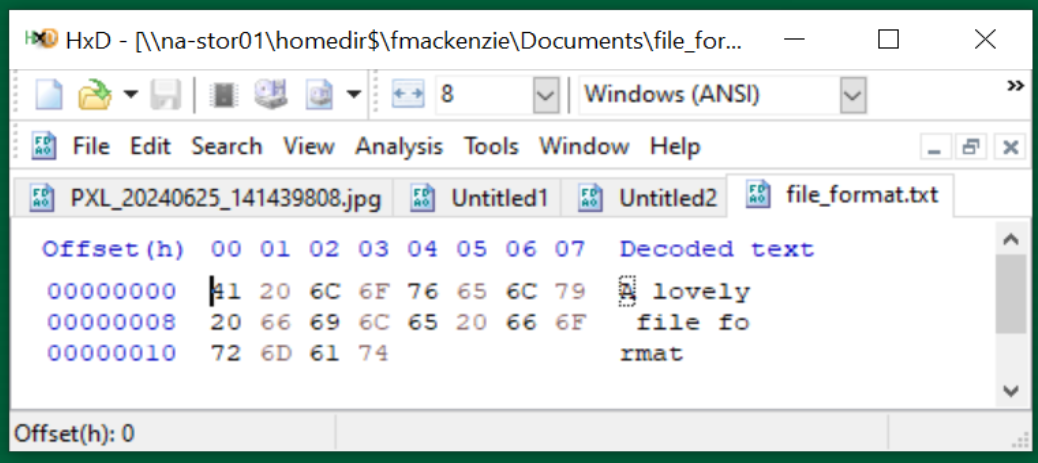 HxD - [\\na-stor01\homedir$\fmackenzie\Documents\file_for...
8 Windows (ANSI) »
File Edit Search View Analysis Tools Window Help
PXL_20240625_141439808.jpg Untitled1 Untitled2 file_format.txt
Offset(h) 00 01 02 03 04 05 06 07 Decoded text
00000000 41 20 6C 6F 76 65 6C 79 A lovely
00000008 20 66 69 6C 65 20 66 6F file fo
00000010 72 6D 61 74 rmat
Offset(h): 0